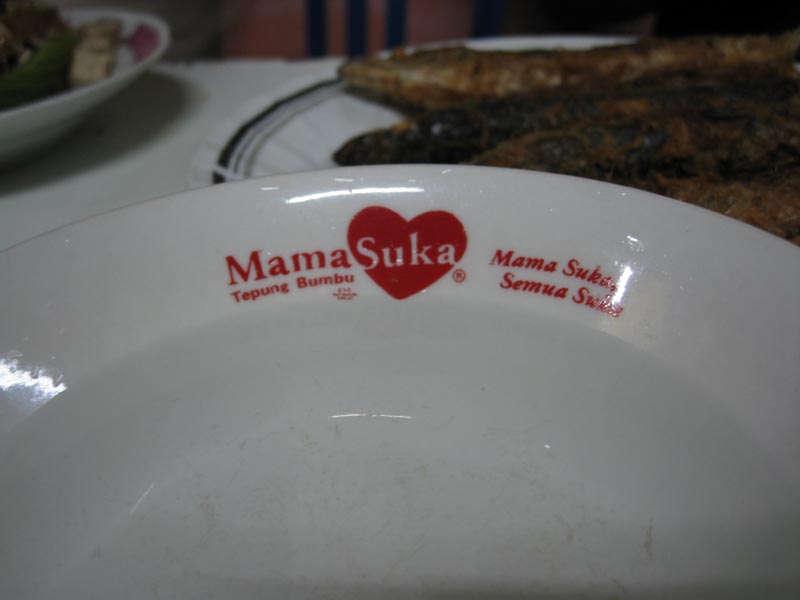 MamaSuka ®
Tepung Bumbu
Mama Suka,
Semua Suka